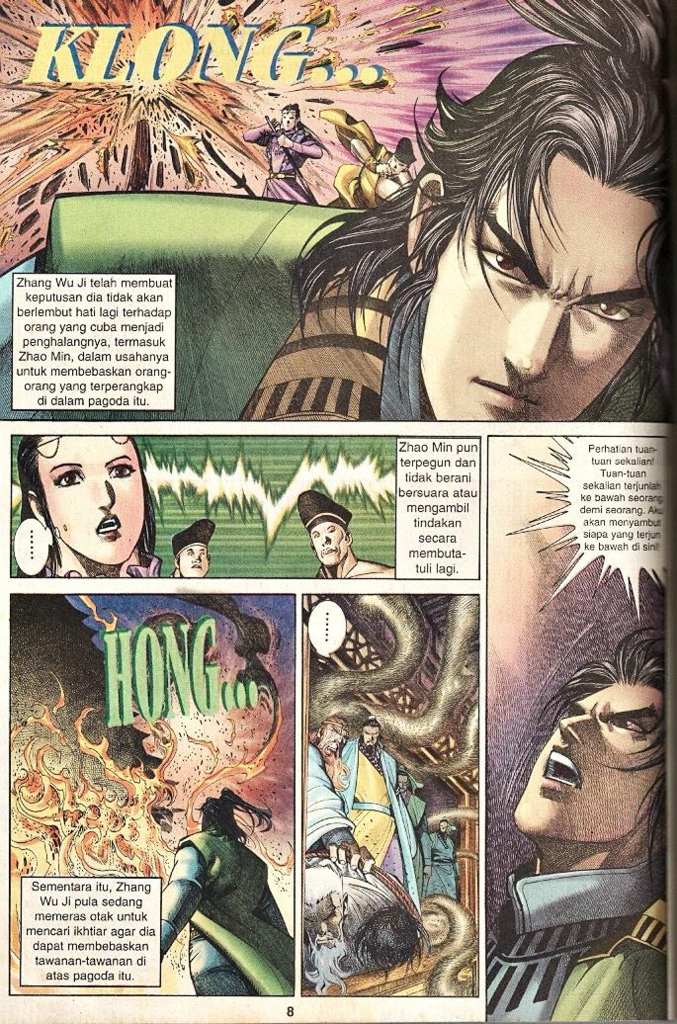 KLONG...
Zhang Wu Ji telah membuat
keputusan dia tidak akan
berlembut hati lagi terhadap
orang yang cuba menjadi
penghalangnya, termasuk
Zhao Min, dalam usahanya
untuk membebaskan orang-
orang yang terperangkap
di dalam pagoda itu.
.....
Zhao Min pun
terpegun dan
tidak berani
bersuara atau
mengambil
tindakan
secara
membuta-
tuli lagi.
Perhatian tuan-
tuan sekalian!
Tuan-tuan
sekalian terjunlah
ke bawah seorang
demi seorang. Aku
akan menyambut
siapa yang terjun
ke bawah di sini!
HONG...
Sementara itu, Zhang
Wu Ji pula sedang
memeras otak untuk
mencari ikhtiar agar dia
dapat membebaskan
tawanan-tawanan di
atas pagoda itu.
.....
8